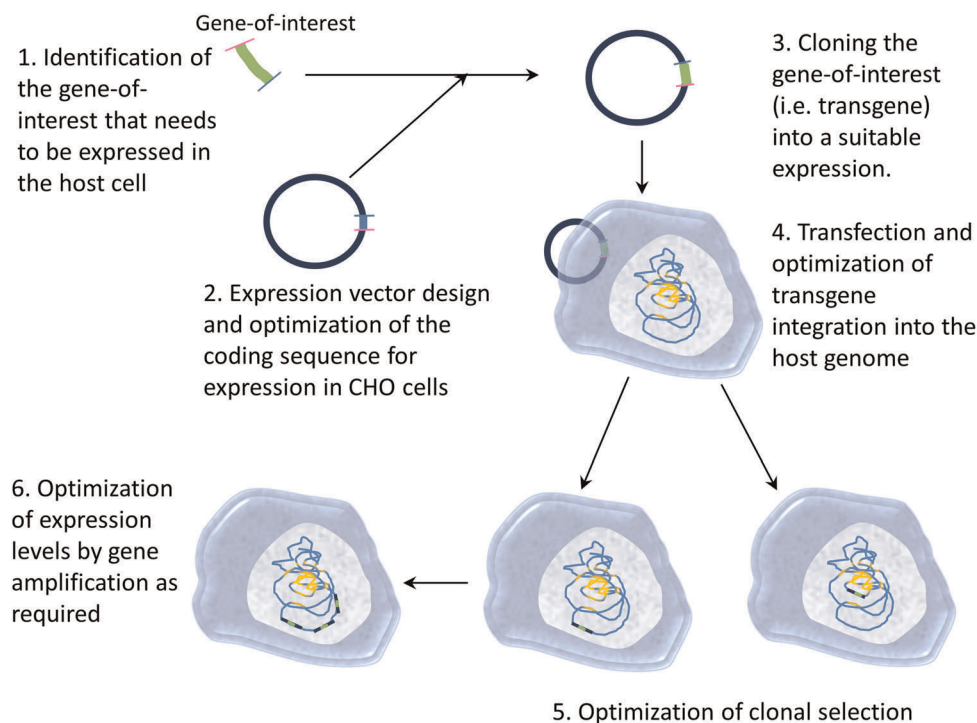 Gene-of-interest
1. Identification of
the gene-of-
interest that needs
to be expressed in
the host cell
2. Expression vector design
and optimization of the
coding sequence for
expression in CHO cells
3. Cloning the
gene-of-interest
(i.e. transgene)
into a suitable
expression.
4. Transfection and
optimization of
transgene
integration into the
host genome
5. Optimization of clonal selection
6. Optimization
of expression
levels by gene
amplification as
required